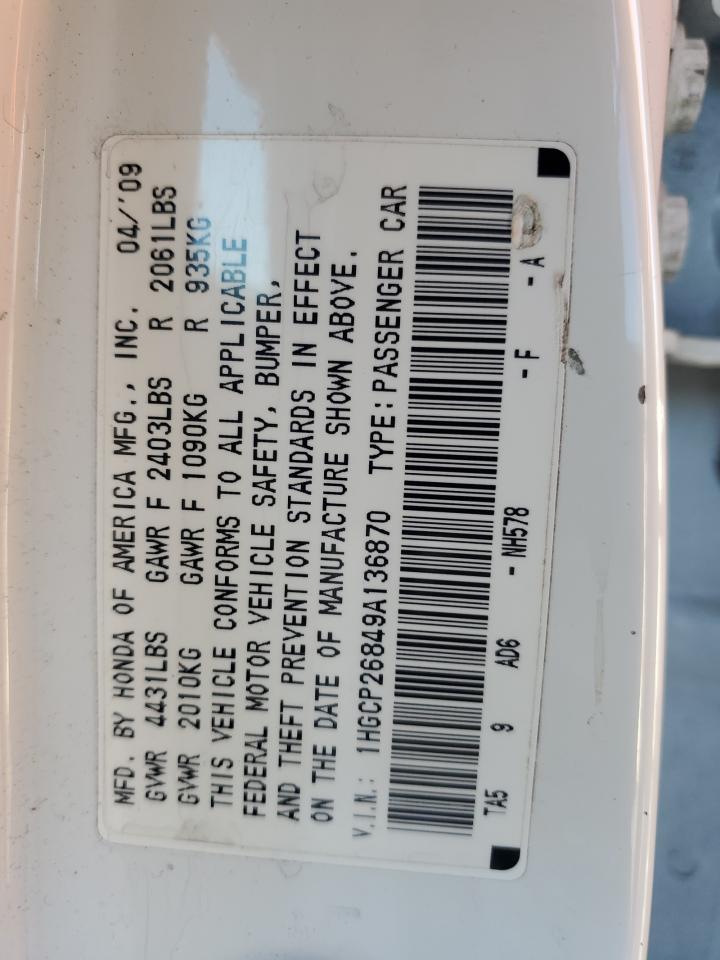 MFD. BY HONDA OF AMERICA MFG., INC. 04/'09
GVWR 4431LBS GAWR F 2403LBS R 2061LBS
GVWR 2010KG GAWR F 1090KG R 935KG
THIS VEHICLE CONFORMS TO ALL APPLICABLE
FEDERAL MOTOR VEHICLE SAFETY, BUMPER,
AND THEFT PREVENTION STANDARDS IN EFFECT
ON THE DATE OF MANUFACTURE SHOWN ABOVE.
V.I.N.: 1HGCP26849A136870 TYPE: PASSENGER CAR
TA5 9 AD6 - NH578 - F - A